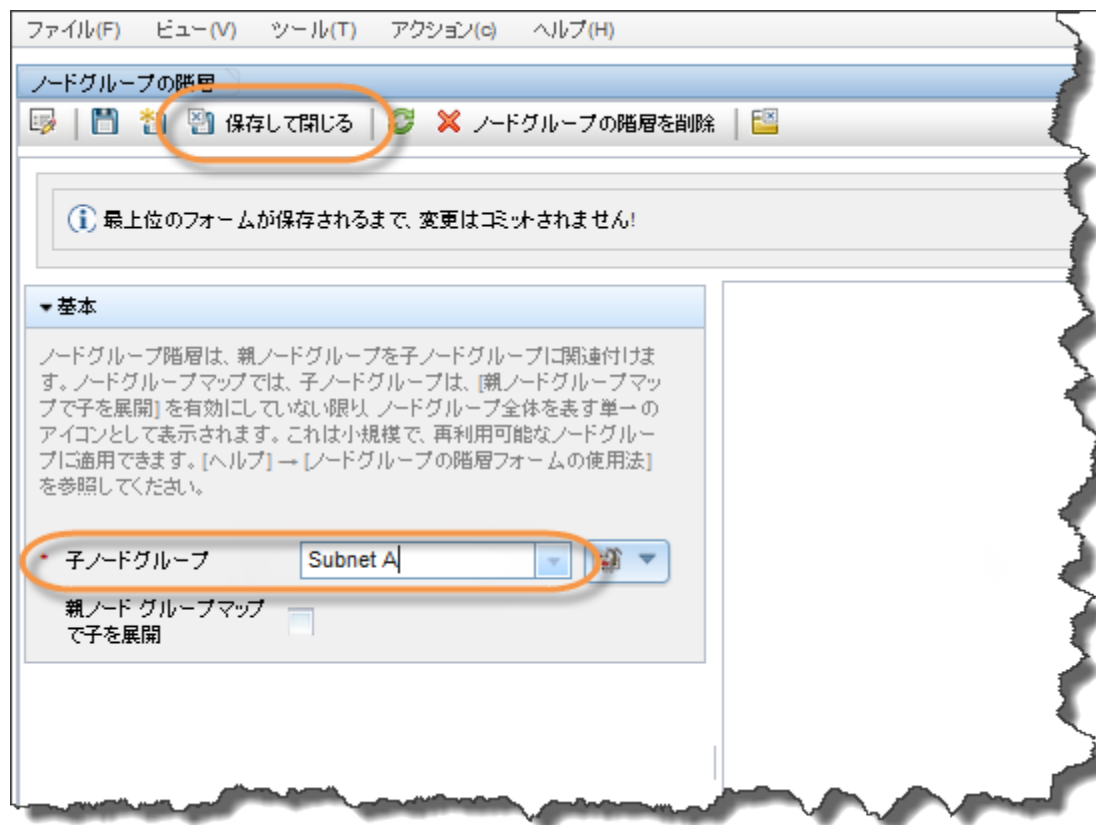 ファイル(F) ビュー(V) ツール(T) アクション(c) ヘルプ(H)
ノードグループの階層
保存して閉じる ノードグループの階層を削除
最上位のフォームが保存されるまで、変更はコミットされません!
基本
ノードグループ階層は、親ノードグループを子ノードグループに関連付けま
す。ノードグループマップでは、子ノードグループは、[親ノードグループマッ
プで子を展開] を有効にしていない限り、ノードグループ全体を表す単一の
アイコンとして表示されます。これは小規模で、再利用可能なノードグルー
プに適用できます。[ヘルプ] → [ノードグループの階層フォームの使用法]
を参照してください。
* 子ノードグループ Subnet A
親ノード グループマップ
で子を展開